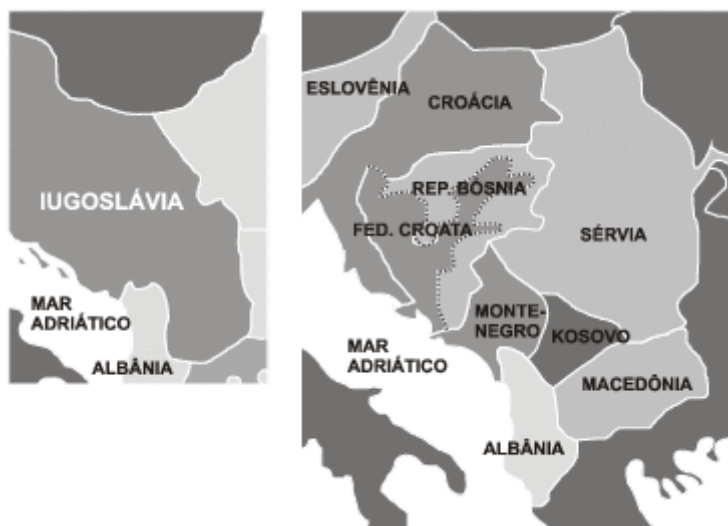 IUGOSLÁVIA
MAR
ADRIÁTICO
ALBÂNIA
ESLOVÊNIA
CROÁCIA
REP. BÓSNIA
FED. CROATA
SÉRVIA
MONTE-
NEGRO
KOSOVO
MAR
ADRIÁTICO
MACEDÔNIA
ALBÂNIA